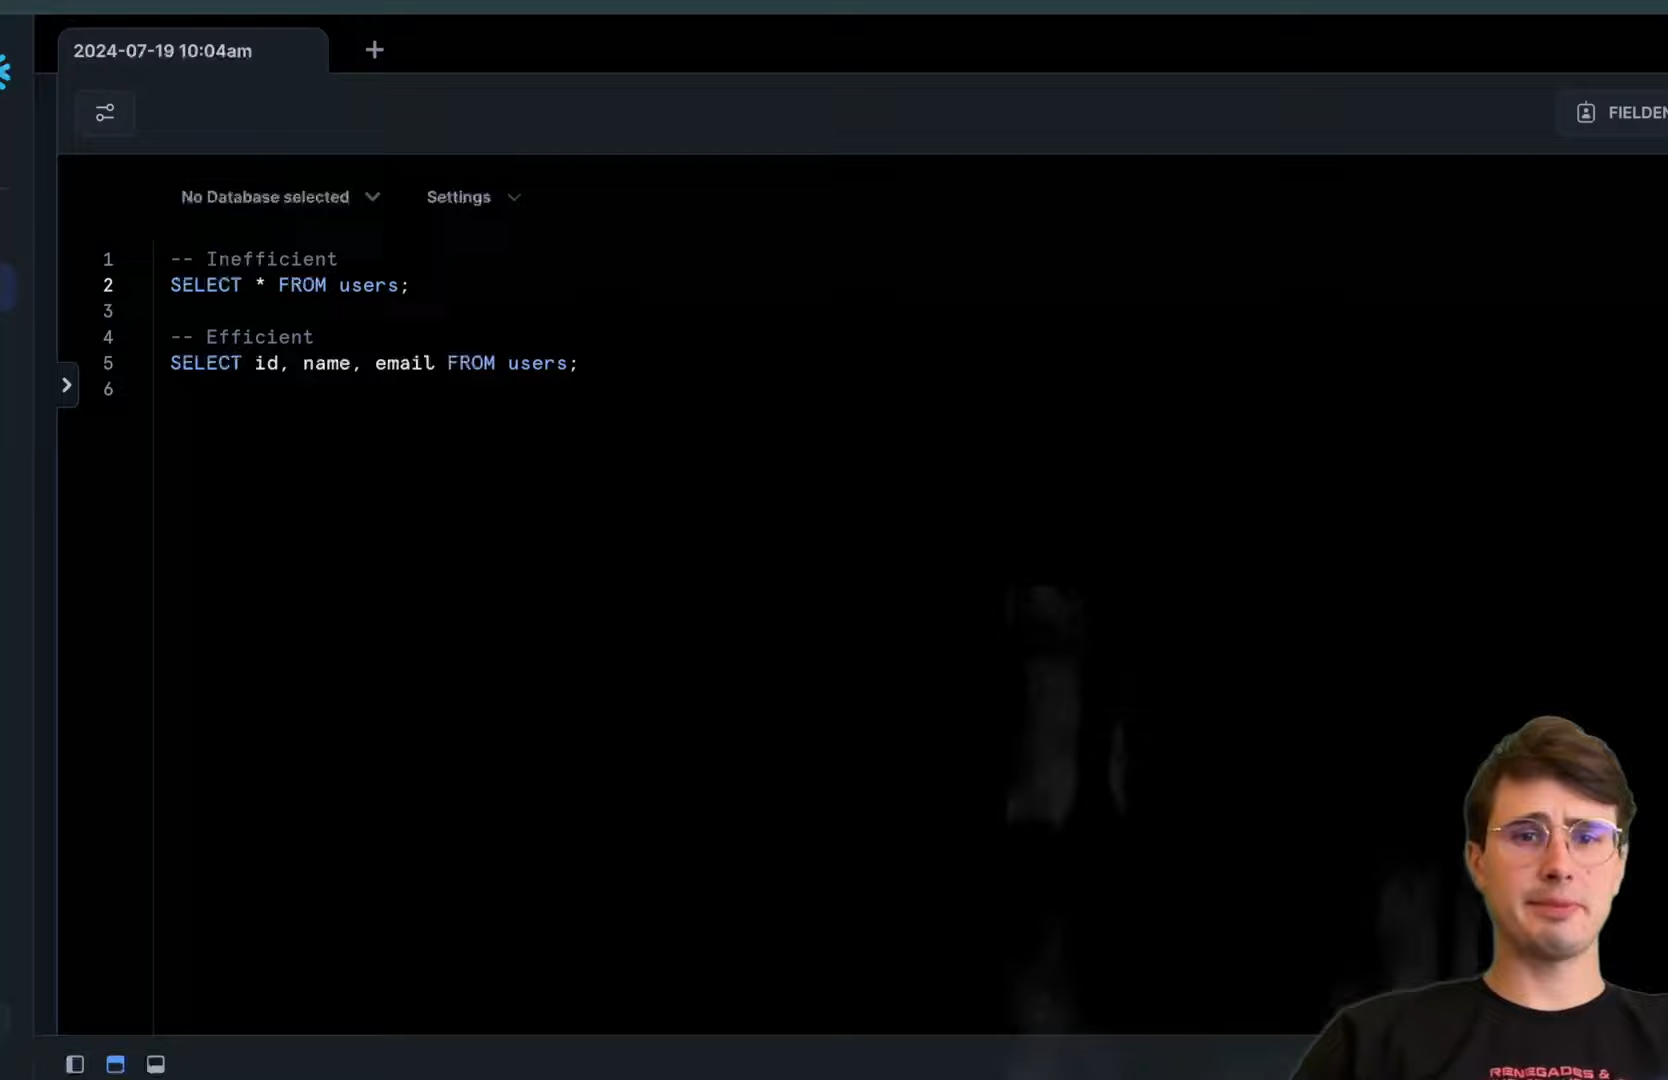 2024-07-19 10:04am
No Database selected Settings
1 -- Inefficient
2 SELECT * FROM users;
3
4 -- Efficient
5 SELECT id, name, email FROM users;
6
RENEGADES &